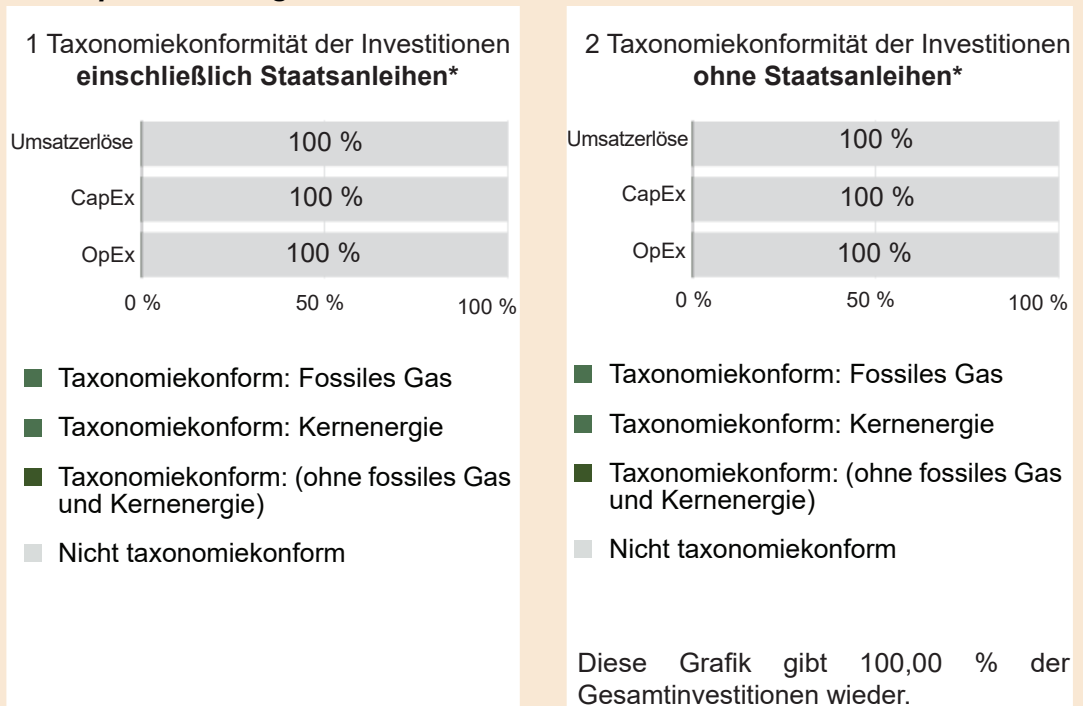 1 Taxonomiekonformität der Investitionen
einschließlich Staatsanleihen*
Umsatzerlöse 100 %
CapEx 100 %
OpEx 100 %
0 % 50 % 100 %
Taxonomiekonform: Fossiles Gas
Taxonomiekonform: Kernenergie
Taxonomiekonform: (ohne fossiles Gas
und Kernenergie)
Nicht taxonomiekonform
2 Taxonomiekonformität der Investitionen
ohne Staatsanleihen*
Umsatzerlöse 100 %
CapEx 100 %
OpEx 100 %
0 % 50 % 100 %
Taxonomiekonform: Fossiles Gas
Taxonomiekonform: Kernenergie
Taxonomiekonform: (ohne fossiles Gas
und Kernenergie)
Nicht taxonomiekonform
Diese Grafik gibt 100,00 % der
Gesamtinvestitionen wieder.